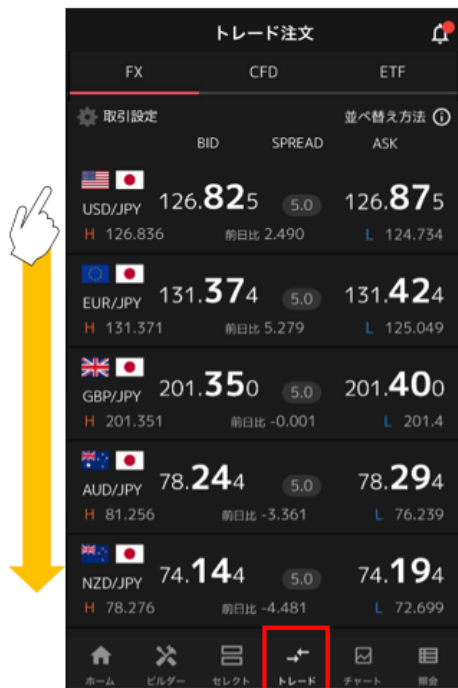 トレード注文
FX CFD ETF
取引設定 並べ替え方法
BID SPREAD ASK
USD/JPY 126.825 5.0 126.875
H 126.836 前日比 2.490 L 124.734
EUR/JPY 131.374 5.0 131.424
H 131.371 前日比 5.279 L 125.049
GBP/JPY 201.350 5.0 201.400
H 201.351 前日比 -0.001 L 201.4
AUD/JPY 78.244 5.0 78.294
H 81.256 前日比 -3.361 L 76.239
NZD/JPY 74.144 5.0 74.194
H 78.276 前日比 -4.481 L 72.699
ホーム ビルダー セレクト トレード チャート 照会